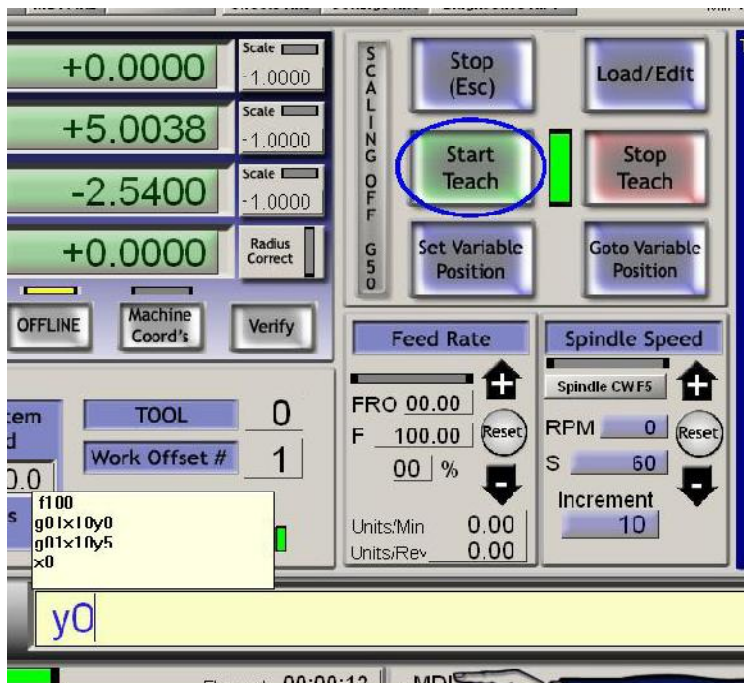 +0.0000
Scale
-1.0000
+5.0038
Scale
-1.0000
-2.5400
Scale
-1.0000
+0.0000
Radius
Correct
OFFLINE
Machine
Coord's
Verify
SCALING OFF G50
Stop
(Esc)
Load/Edit
Start
Teach
Stop
Teach
Set Variable
Position
Goto Variable
Position
Feed Rate
FRO 00.00
F 100.00 Reset
00 %
Units/Min 0.00
Units/Rev 0.00
Spindle Speed
Spindle CW F5
RPM 0 Reset
S 60
Increment
10
TOOL 0
Work Offset # 1
f100
g01x10y0
g01x10y5
x0
y0
00:00:12